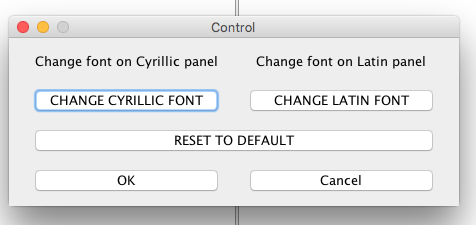 Control
Change font on Cyrillic panel
Change font on Latin panel
CHANGE CYRILLIC FONT
CHANGE LATIN FONT
RESET TO DEFAULT
OK
Cancel